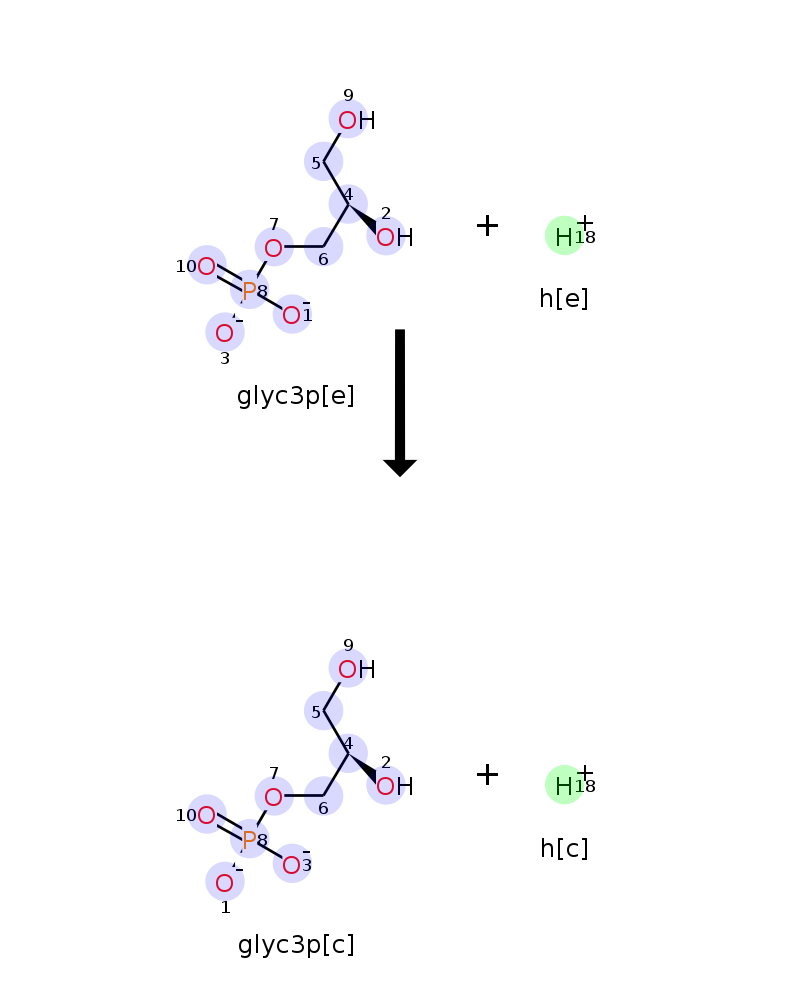 9
OH
5
4
2
OH
7
O
6
10 O
P 8
O⁻ 1
O⁻
3
+
H⁺ 18
h[e]
glyc3p[e]
9
OH
5
4
2
OH
7
O
6
10 O
P 8
O⁻ 3
O⁻
1
+
H⁺ 18
h[c]
glyc3p[c]